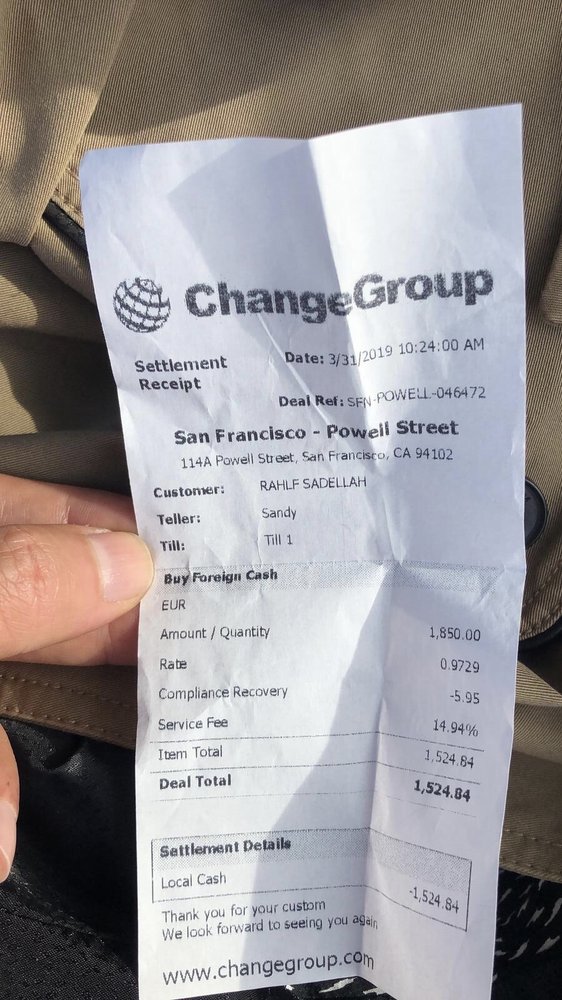 ChangeGroup
Settlement Receipt
Date: 3/31/2019 10:24:00 AM
Deal Ref: SFN-POWELL-046472
San Francisco - Powell Street
114A Powell Street, San Francisco, CA 94102
Customer: RAHLF SADELLAH
Teller: Sandy
Till: Till 1
Buy Foreign Cash
EUR
Amount / Quantity 1,850.00
Rate 0.9729
Compliance Recovery -5.95
Service Fee 14.94%
Item Total 1,524.84
Deal Total 1,524.84
Settlement Details
Local Cash -1,524.84
Thank you for your custom
We look forward to seeing you again
www.changegroup.com